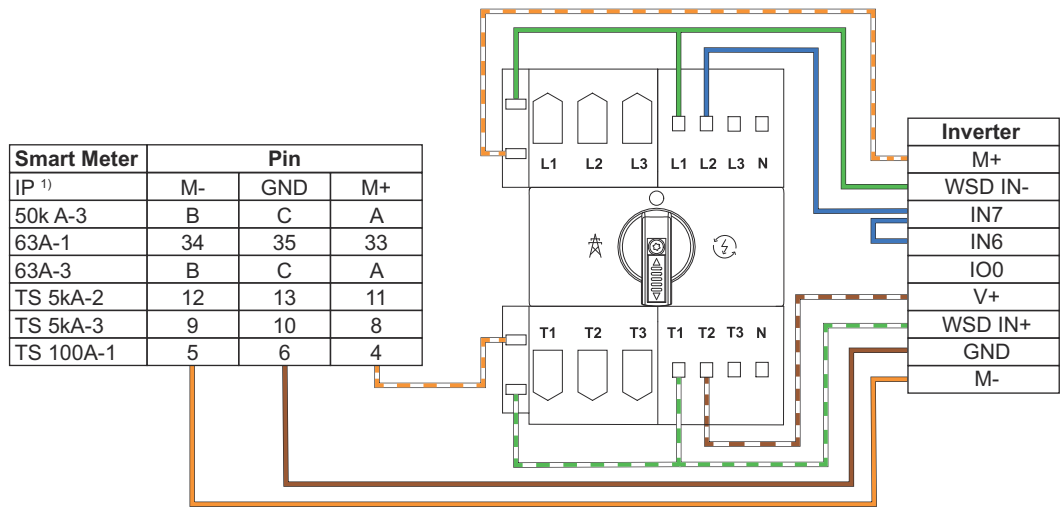 Smart Meter Pin
IP ¹⁾ M- GND M+
50k A-3 B C A
63A-1 34 35 33
63A-3 B C A
TS 5kA-2 12 13 11
TS 5kA-3 9 10 8
TS 100A-1 5 6 4
L1 L2 L3 L1 L2 L3 N
T1 T2 T3 T1 T2 T3 N
Inverter
M+
WSD IN-
IN7
IN6
IO0
V+
WSD IN+
GND
M-